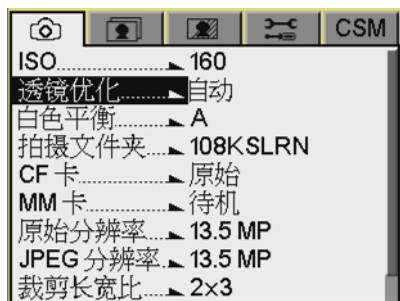 CSM
ISO........ 160
透镜优化........ 自动
白色平衡........ A
拍摄文件夹... 108KSLRN
CF 卡........ 原始
MM 卡........ 待机
原始分辨率... 13.5 MP
JPEG 分辨率. 13.5 MP
裁剪长宽比..... 2×3